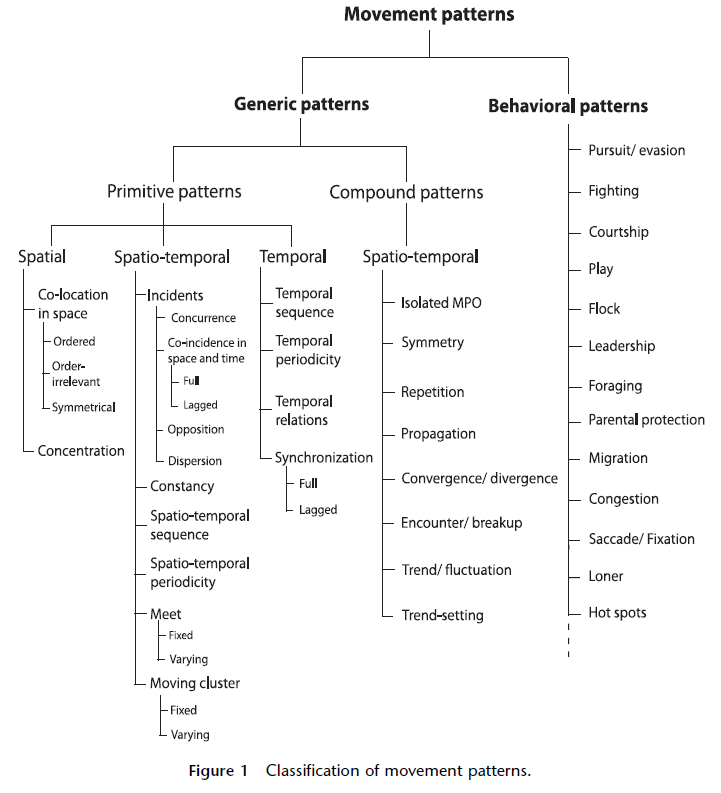 Movement patterns
Generic patterns
Behavioral patterns
Primitive patterns
Compound patterns
Spatial
Co-location
in space
Ordered
Order-
irrelevant
Symmetrical
Concentration
Spatio-temporal
Incidents
Concurrence
Co-incidence in
space and time
Full
Lagged
Opposition
Dispersion
Constancy
Spatio-temporal
sequence
Spatio-temporal
periodicity
Meet
Fixed
Varying
Moving cluster
Fixed
Varying
Temporal
Temporal
sequence
Temporal
periodicity
Temporal
relations
Synchronization
Full
Lagged
Spatio-temporal
Isolated MPO
Symmetry
Repetition
Propagation
Convergence/ divergence
Encounter/ breakup
Trend/ fluctuation
Trend-setting
Pursuit/ evasion
Fighting
Courtship
Play
Flock
Leadership
Foraging
Parental protection
Migration
Congestion
Saccade/ Fixation
Loner
Hot spots
Figure 1 Classification of movement patterns.